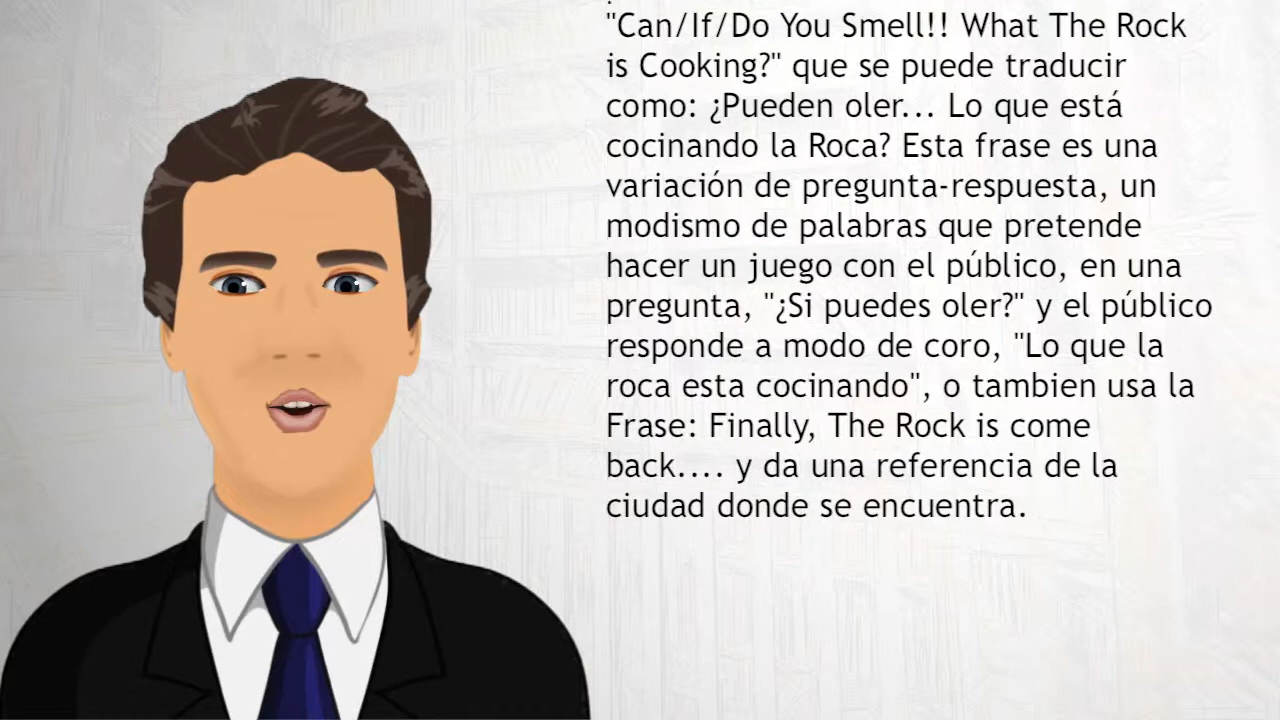 "Can/If/Do You Smell!! What The Rock
is Cooking?" que se puede traducir
como: ¿Pueden oler... Lo que está
cocinando la Roca? Esta frase es una
variación de pregunta-respuesta, un
modismo de palabras que pretende
hacer un juego con el público, en una
pregunta, "¿Si puedes oler?" y el público
responde a modo de coro, "Lo que la
roca esta cocinando", o tambien usa la
Frase: Finally, The Rock is come
back.... y da una referencia de la
ciudad donde se encuentra.